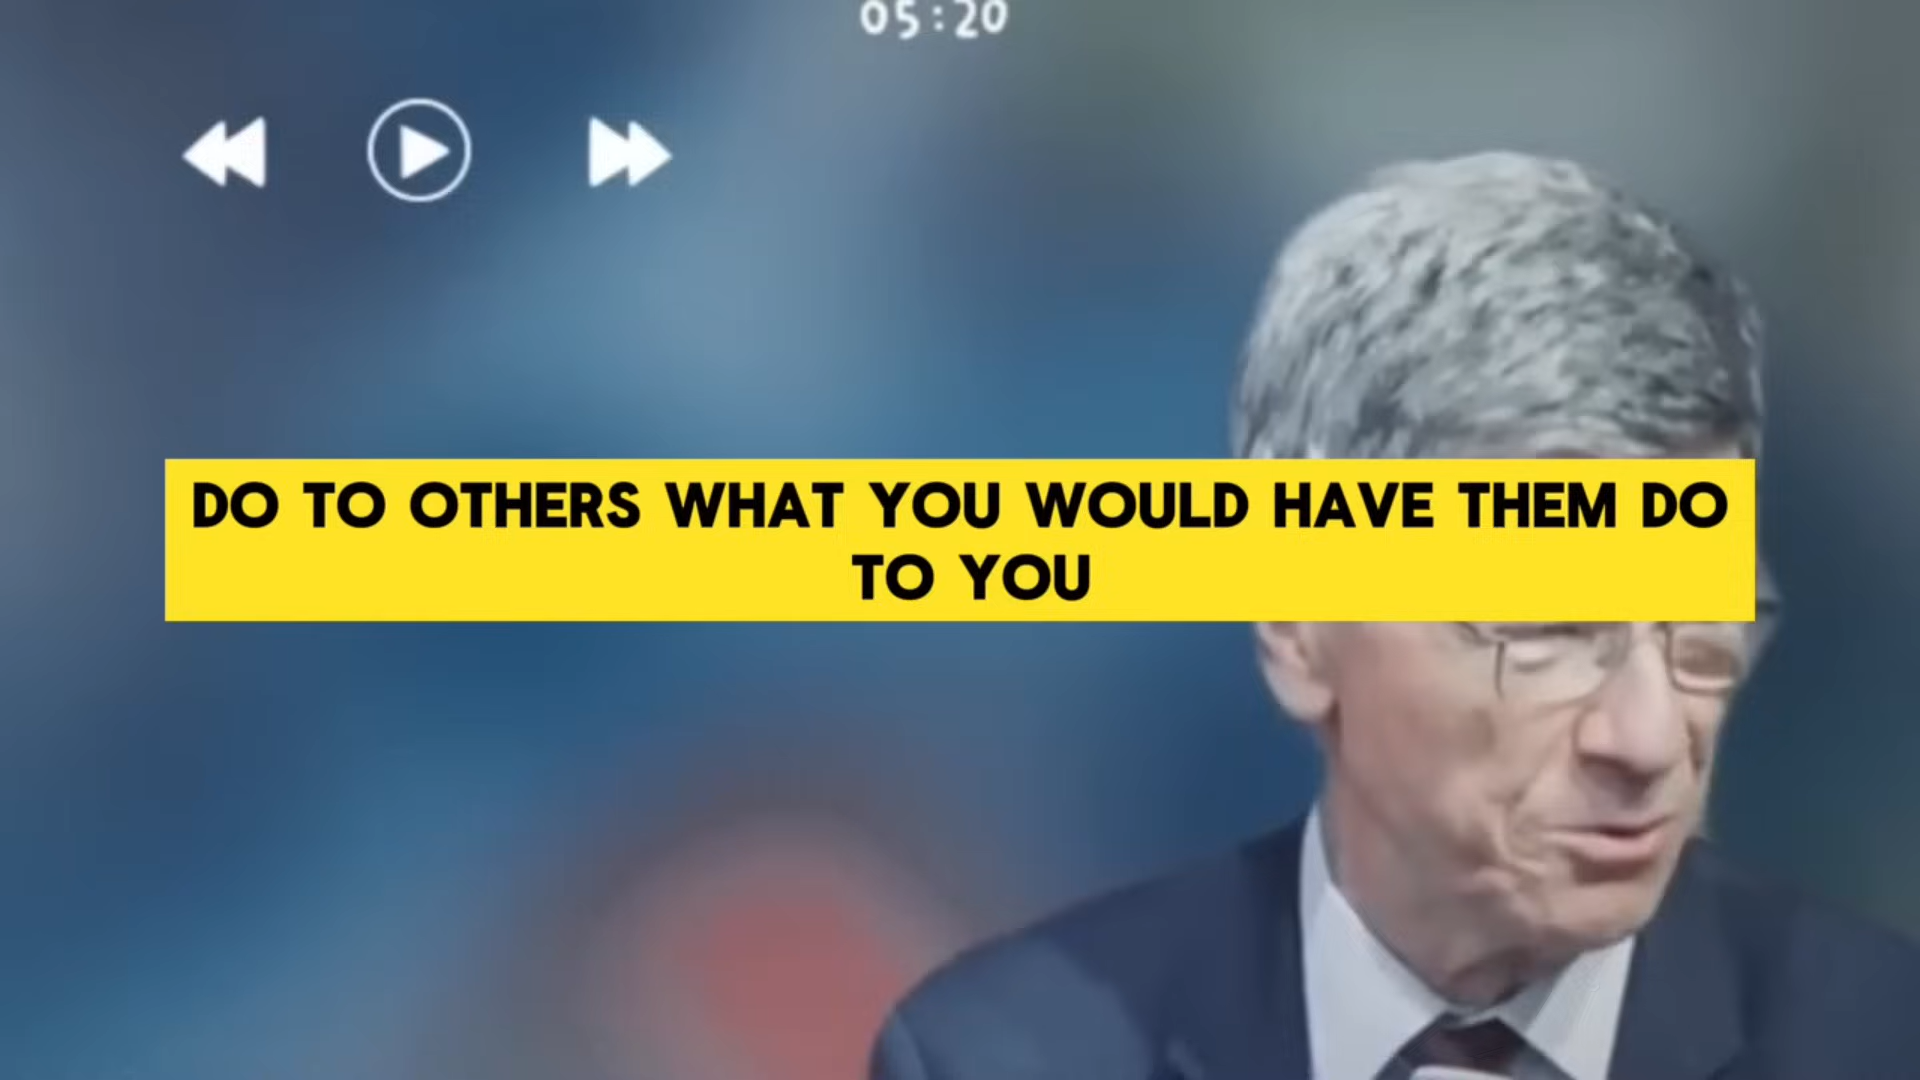 05:20
DO TO OTHERS WHAT YOU WOULD HAVE THEM DO
TO YOU